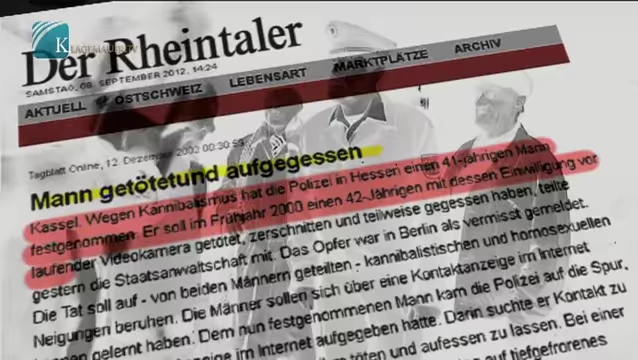 K
KLAGEMAUER.TV
Der Rheintaler
SAMSTAG, 08. SEPTEMBER 2012, 14:24
AKTUELL OSTSCHWEIZ LEBENSART MARKTPLÄTZE ARCHIV
Tagblatt Online, 12. Dezember 2002 00:30:55
Mann getötetund aufgegessen
Kassel. Wegen Kannibalismus hat die Polizei in Hessen einen 41-jährigen Mann
festgenommen. Er soll im Frühjahr 2000 einen 42-Jährigen mit dessen Einwilligung vor
laufender Videokamera getötet, zerschnitten und teilweise gegessen haben, teilte
gestern die Staatsanwaltschaft mit. Das Opfer war in Berlin als vermisst gemeldet.
Die Tat soll auf - von beiden Männern geteilten - kannibalistischen und homosexuellen
Neigungen beruhen. Die Männer sollen sich über eine Kontaktanzeige im Internet
gelernt haben. Dem nun festgenommenen Mann kam die Polizei auf die Spur,
im Internet aufgegeben hatte. Darin suchte er Kontakt zu
töten und aufessen zu lassen. Bei einer
auf tiefgefrorenes